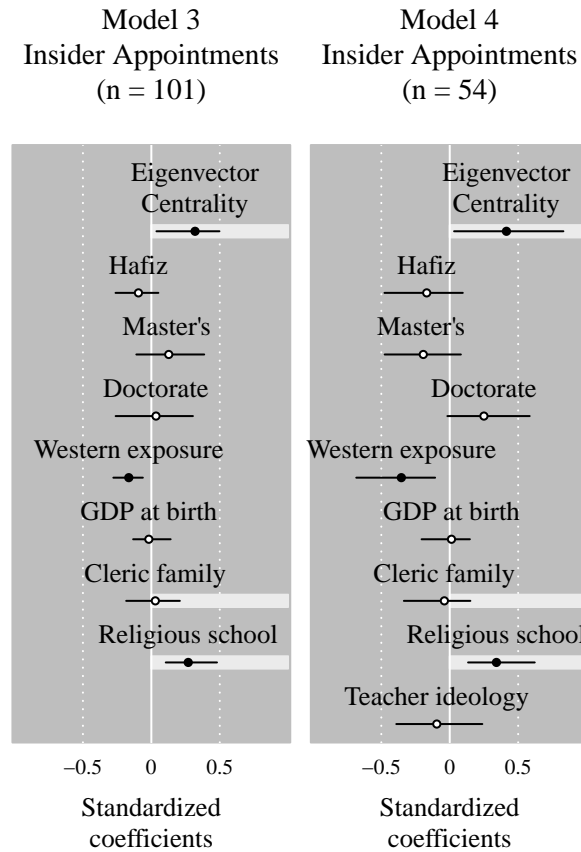 Model 3
Insider Appointments
(n = 101)
Eigenvector
Centrality
Hafiz
Master's
Doctorate
Western exposure
GDP at birth
Cleric family
Religious school
−0.5 0 0.5
Standardized
coefficients
Model 4
Insider Appointments
(n = 54)
Eigenvector
Centrality
Hafiz
Master's
Doctorate
Western exposure
GDP at birth
Cleric family
Religious school
Teacher ideology
−0.5 0 0.5
Standardized
coefficients